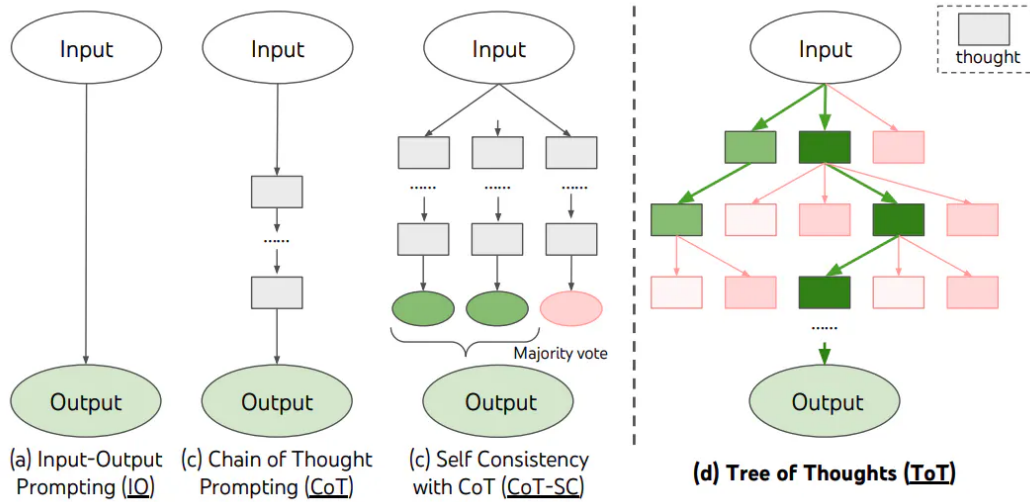 Input
Input
Input
Input
thought
......
......
......
......
......
Majority vote
Output
Output
Output
Output
(a) Input-Output
Prompting (IO)
(c) Chain of Thought
Prompting (CoT)
(c) Self Consistency
with CoT (CoT-SC)
(d) Tree of Thoughts (ToT)